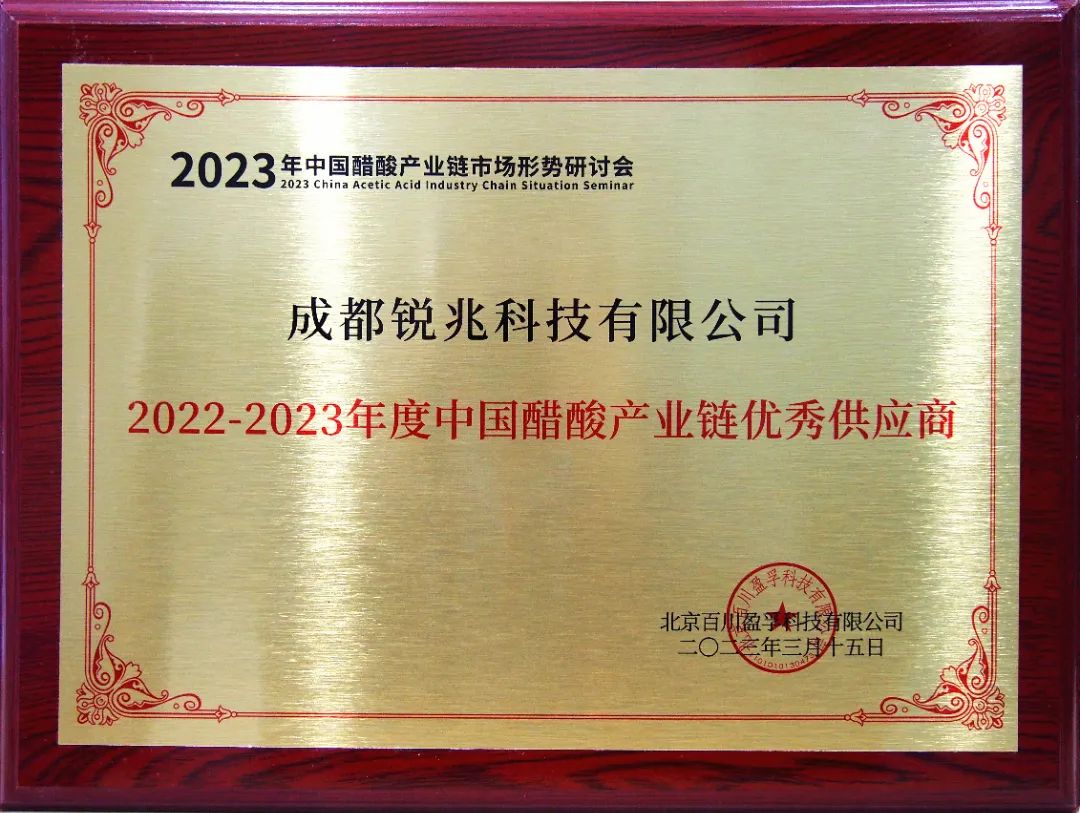 2023年中国醋酸产业链市场形势研讨会
2023 China Acetic Acid Industry Chain Situation Seminar
成都锐兆科技有限公司
2022-2023年度中国醋酸产业链优秀供应商
北京百川盈孚科技有限公司
二〇二三年三月十五日